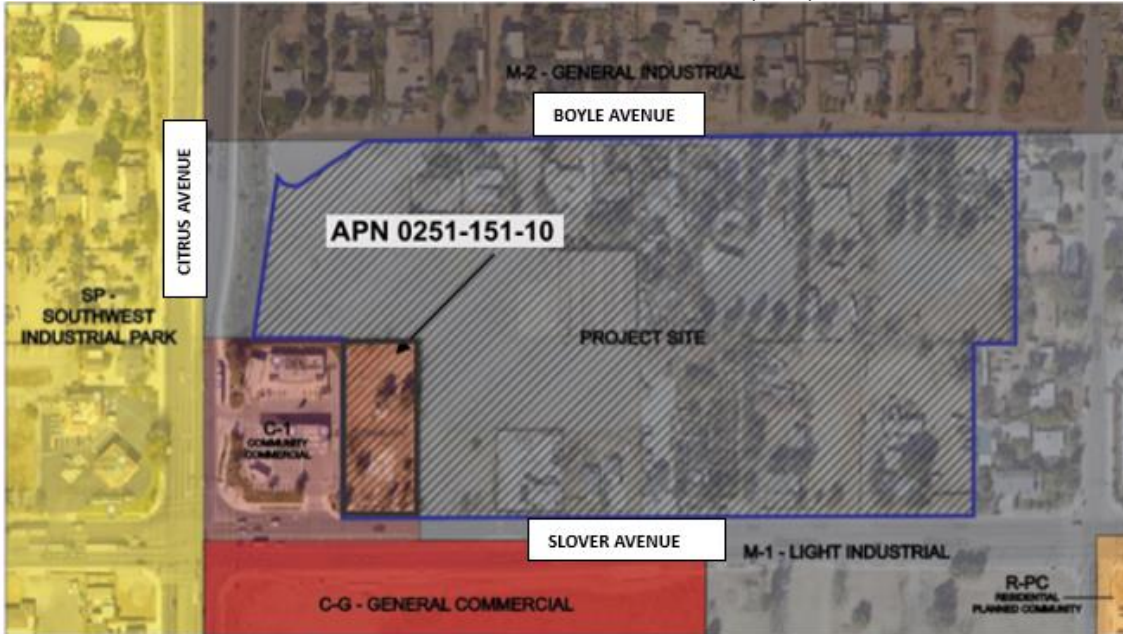 M-2 - GENERAL INDUSTRIAL
BOYLE AVENUE
CITRUS AVENUE
APN 0251-151-10
SP -
SOUTHWEST
INDUSTRIAL PARK
PROJECT SITE
C-1
COMMUNITY
COMMERCIAL
SLOVER AVENUE
M-1 - LIGHT INDUSTRIAL
C-G - GENERAL COMMERCIAL
R-PC
RESIDENTIAL
PLANNED COMMUNITY